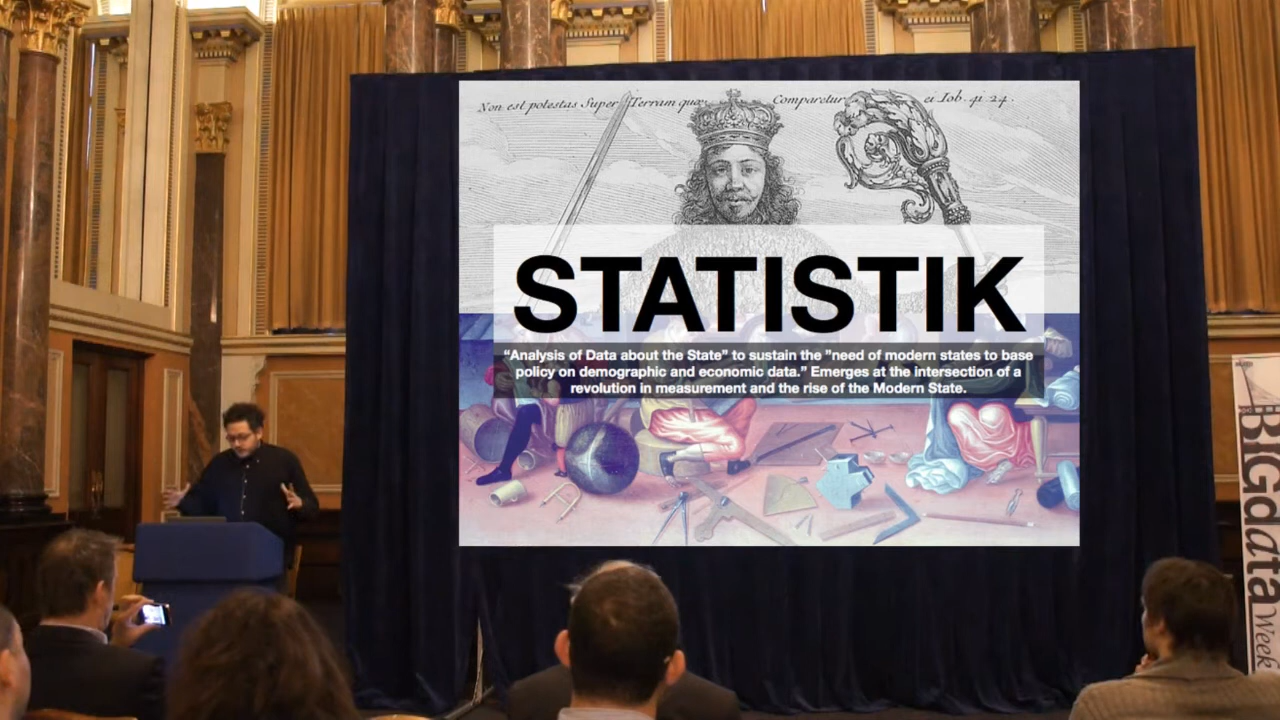 Non est potestas Super Terram quae Comparetur ei Iob. 41 24.
STATISTIK
“Analysis of Data about the State” to sustain the ”need of modern states to base
policy on demographic and economic data.” Emerges at the intersection of a
revolution in measurement and the rise of the Modern State.
BIGdata Week